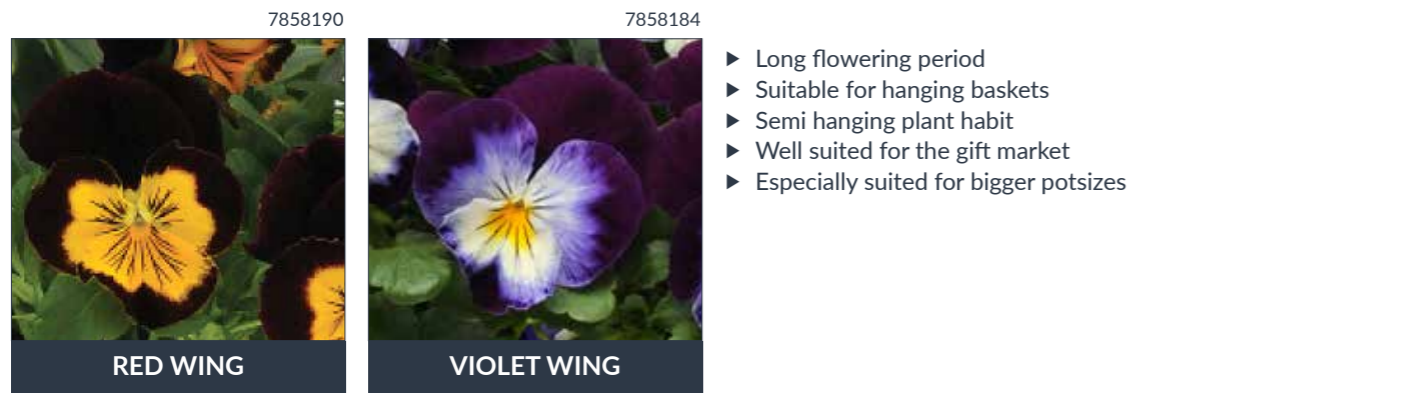 7858190
7858184
RED WING
VIOLET WING
▶ Long flowering period
▶ Suitable for hanging baskets
▶ Semi hanging plant habit
▶ Well suited for the gift market
▶ Especially suited for bigger potsizes